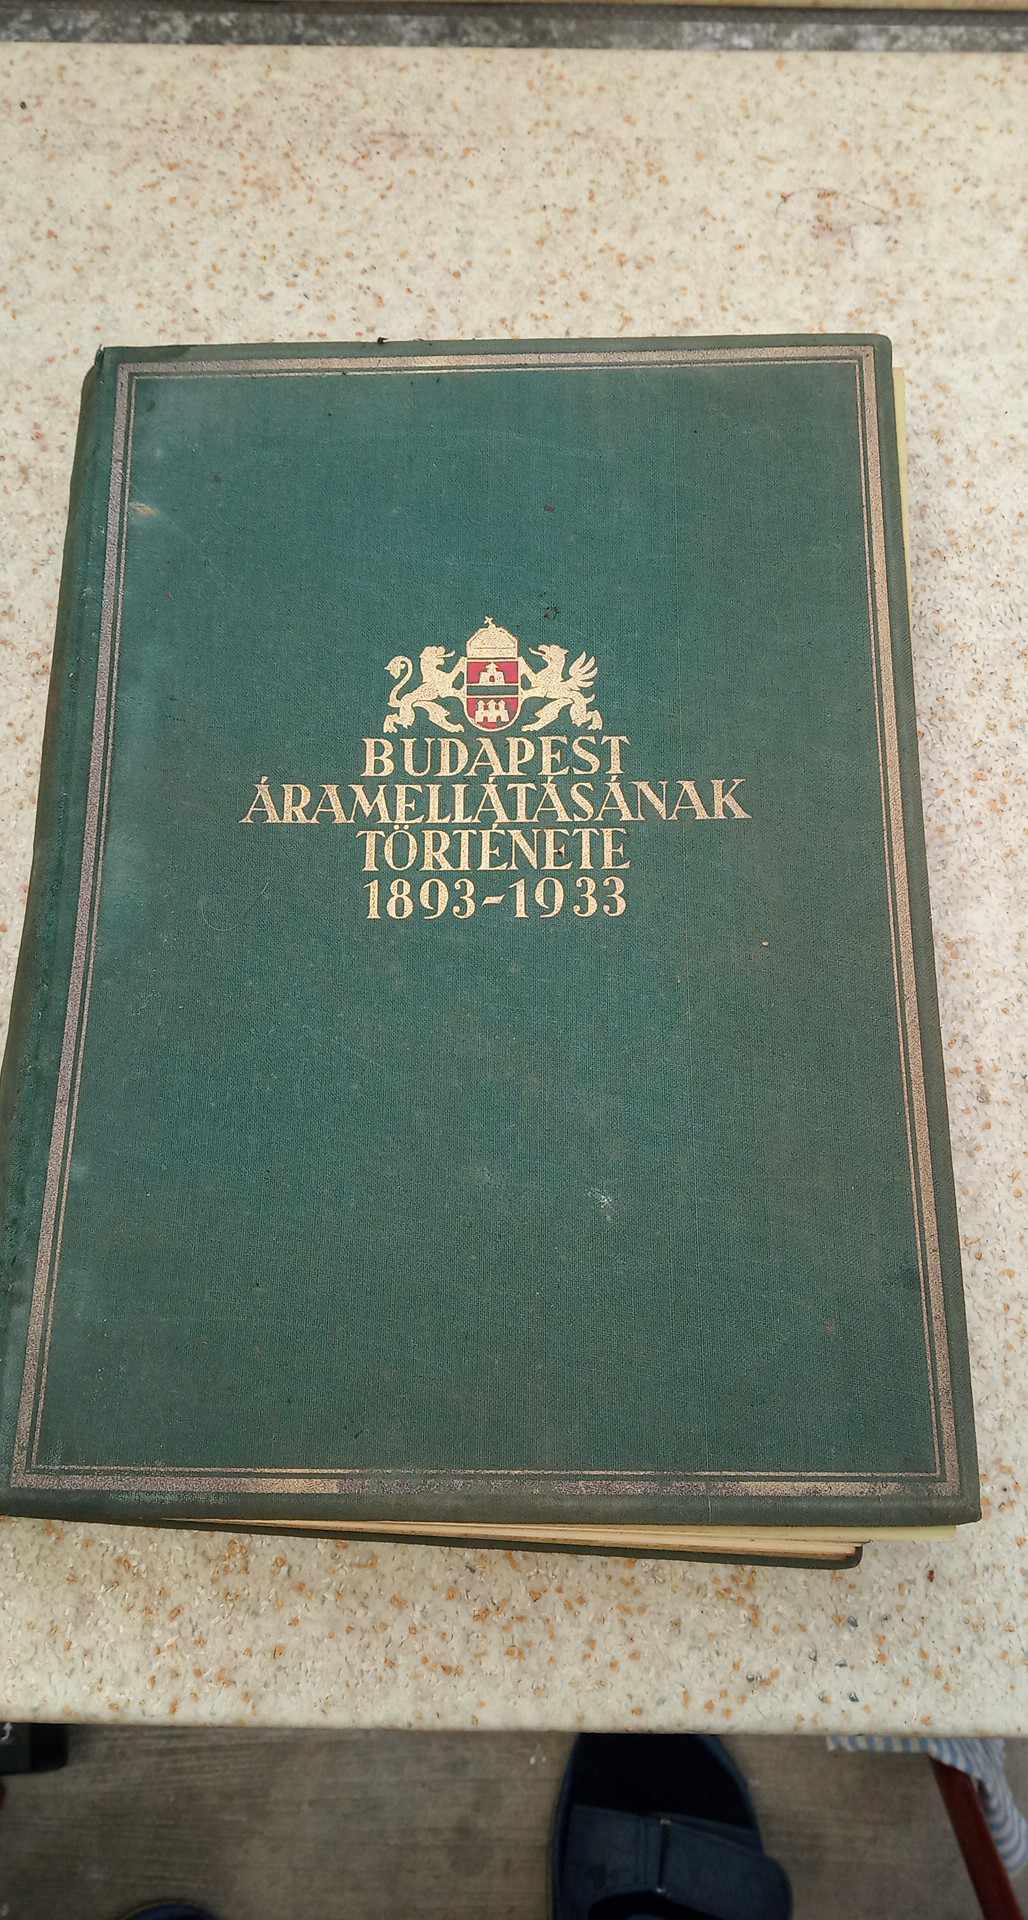 BUDAPEST
ÁRAMELLÁTÁSÁNAK
TÖRTÉNETE
1893-1933